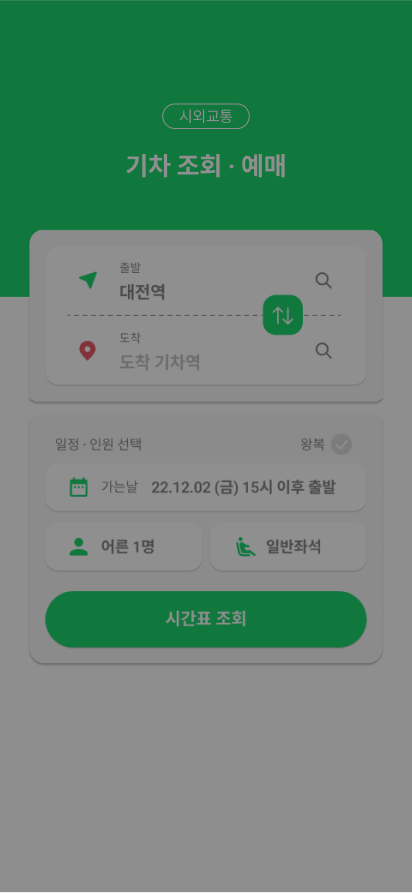 시외교통
기차 조회 · 예매
출발
대전역
도착
도착 기차역
일정 · 인원 선택
왕복
가는날 22.12.02 (금) 15시 이후 출발
어른 1명
일반좌석
시간표 조회